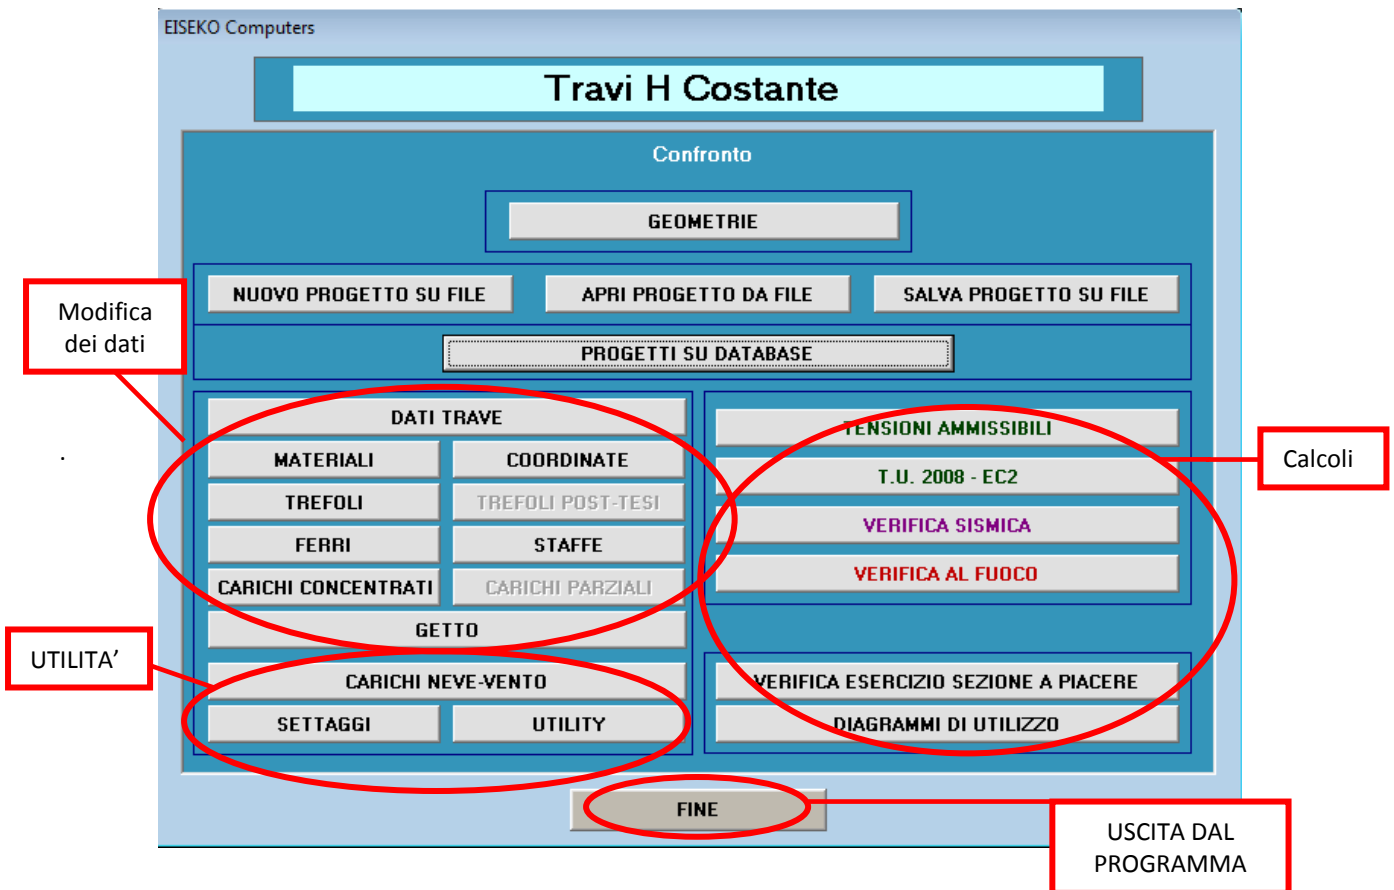 EISEKO Computers
Travi H Costante
Confronto
GEOMETRIE
NUOVO PROGETTO SU FILE
APRI PROGETTO DA FILE
SALVA PROGETTO SU FILE
PROGETTI SU DATABASE
Modifica
dei dati
DATI TRAVE
MATERIALI
COORDINATE
TREFOLI
TREFOLI POST-TESI
FERRI
STAFFE
CARICHI CONCENTRATI
CARICHI PARZIALI
GETTO
TENSIONI AMMISSIBILI
T.U. 2008 - EC2
VERIFICA SISMICA
VERIFICA AL FUOCO
Calcoli
.
UTILITA’
CARICHI NEVE-VENTO
SETTAGGI
UTILITY
VERIFICA ESERCIZIO SEZIONE A PIACERE
DIAGRAMMI DI UTILIZZO
FINE
USCITA DAL
PROGRAMMA